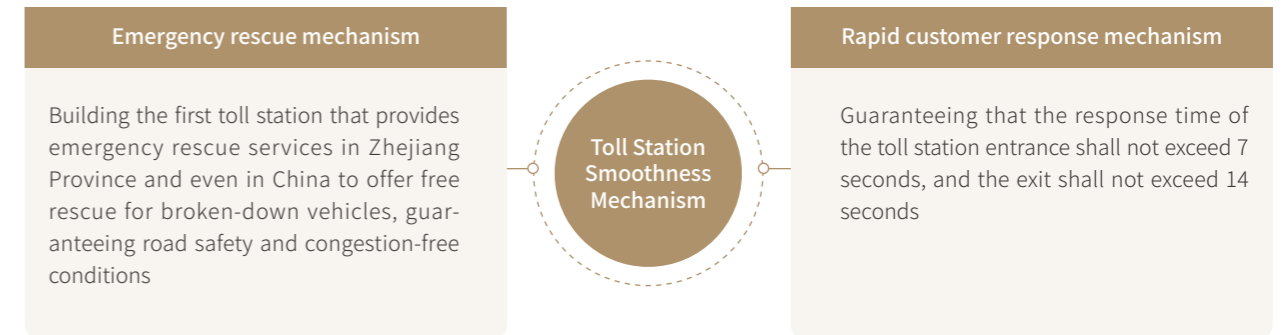 Emergency rescue mechanism
Building the first toll station that provides
emergency rescue services in Zhejiang
Province and even in China to offer free
rescue for broken-down vehicles, guar-
anteeing road safety and congestion-free
conditions
Toll Station
Smoothness
Mechanism
Rapid customer response mechanism
Guaranteeing that the response time of
the toll station entrance shall not exceed 7
seconds, and the exit shall not exceed 14
seconds